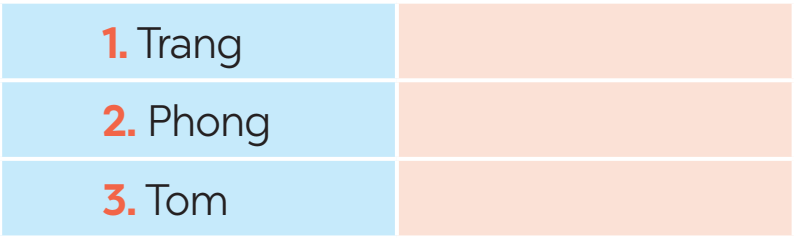 1. Trang
2. Phong
3. Tom